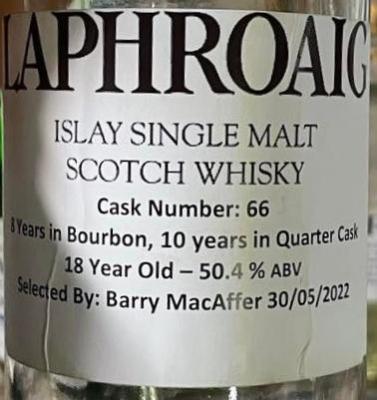 LAPHROAIG
ISLAY SINGLE MALT
SCOTCH WHISKY
Cask Number: 66
8 Years in Bourbon, 10 years in Quarter Cask
18 Year Old – 50.4 % ABV
Selected By: Barry MacAffer 30/05/2022